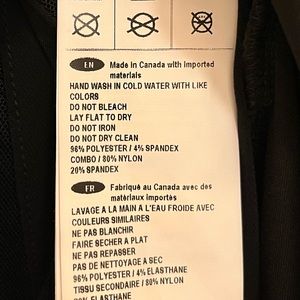 EN Made in Canada with imported
materials
HAND WASH IN COLD WATER WITH LIKE
COLORS
DO NOT BLEACH
LAY FLAT TO DRY
DO NOT IRON
DO NOT DRY CLEAN
96% POLYESTER / 4% SPANDEX
COMBO / 80% NYLON
20% SPANDEX
FR Fabriqué au Canada avec des
matériaux importés
LAVAGE A LA MAIN A L'EAU FROIDE AVEC
COULEURS SIMILAIRES
NE PAS BLANCHIR
FAIRE SECHER A PLAT
NE PAS REPASSER
PAS DE NETTOYAGE A SEC
96% POLYESTER / 4% ELASTHANE
TISSU SECONDAIRE / 80% NYLON
20% ELASTHANE